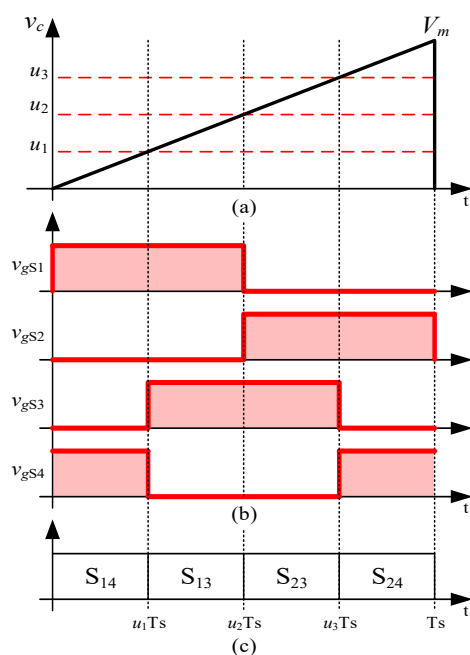 v_c V_m
u_3
u_2
u_1
t
(a)
v_gS1
v_gS2
v_gS3
v_gS4
t
(b)
S_14 S_13 S_23 S_24
t
u_1Ts u_2Ts u_3Ts Ts
(c)